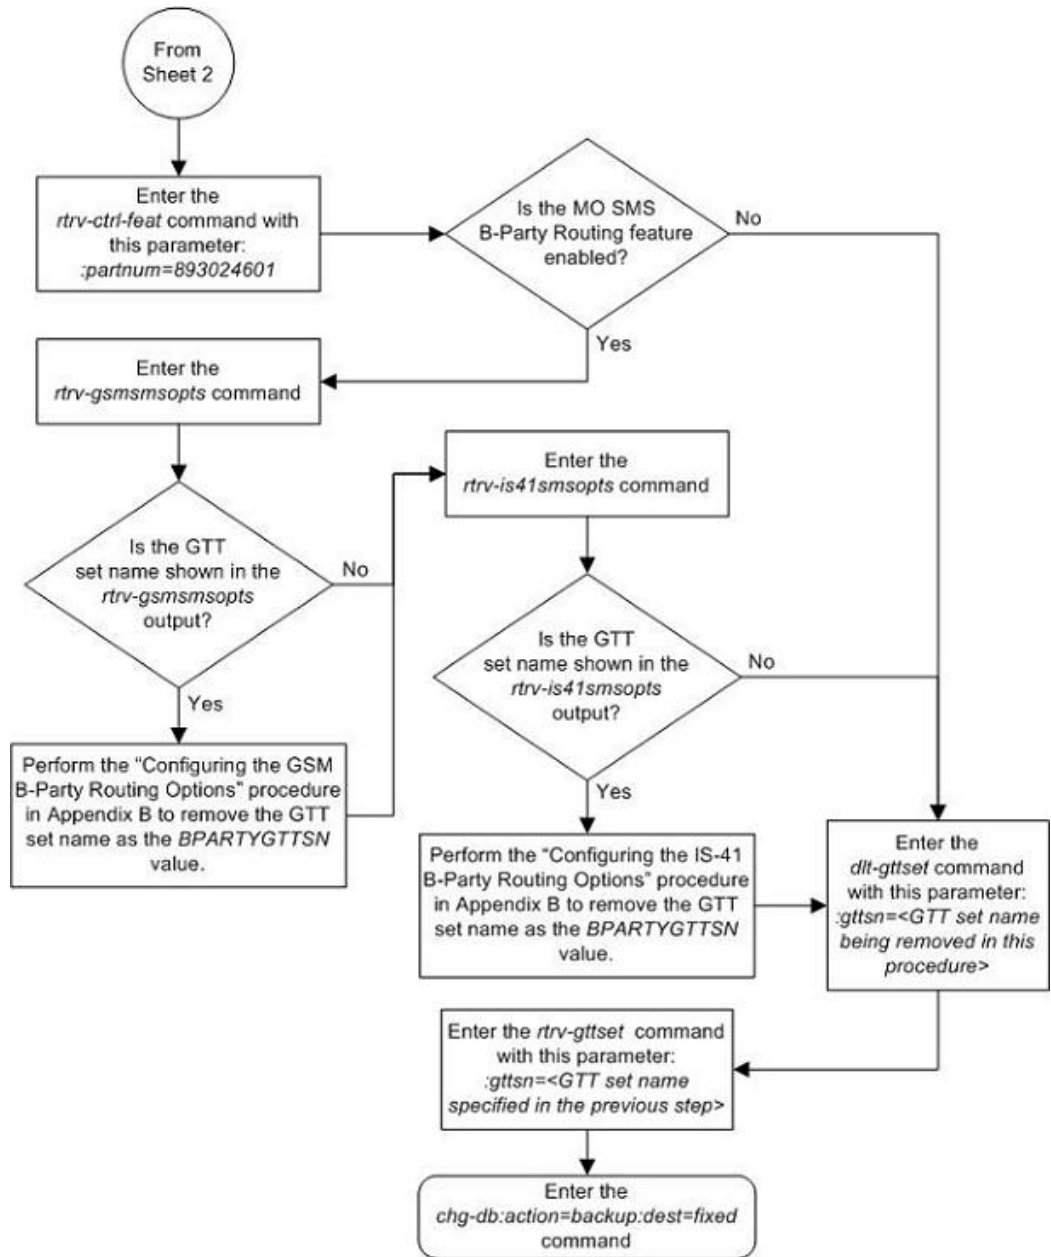 From
Sheet 2
Enter the
rtrv-ctrl-feat command with
this parameter:
:partnum=893024601
Is the MO SMS
B-Party Routing feature
enabled?
No
Yes
Enter the
rtrv-gsmsmsopts command
Enter the
rtrv-is41smsopts command
Is the GTT
set name shown in the
rtrv-gsmsmsopts
output?
No
Yes
Is the GTT
set name shown in the
rtrv-is41smsopts
output?
No
Yes
Perform the “Configuring the GSM
B-Party Routing Options” procedure
in Appendix B to remove the GTT
set name as the BPARTYGTTSN
value.
Perform the “Configuring the IS-41
B-Party Routing Options” procedure
in Appendix B to remove the GTT
set name as the BPARTYGTTSN
value.
Enter the
dlt-gttset command
with this parameter:
:gttsn=<GTT set name
being removed in this
procedure>
Enter the rtrv-gttset command
with this parameter:
:gttsn=<GTT set name
specified in the previous step>
Enter the
chg-db:action=backup:dest=fixed
command